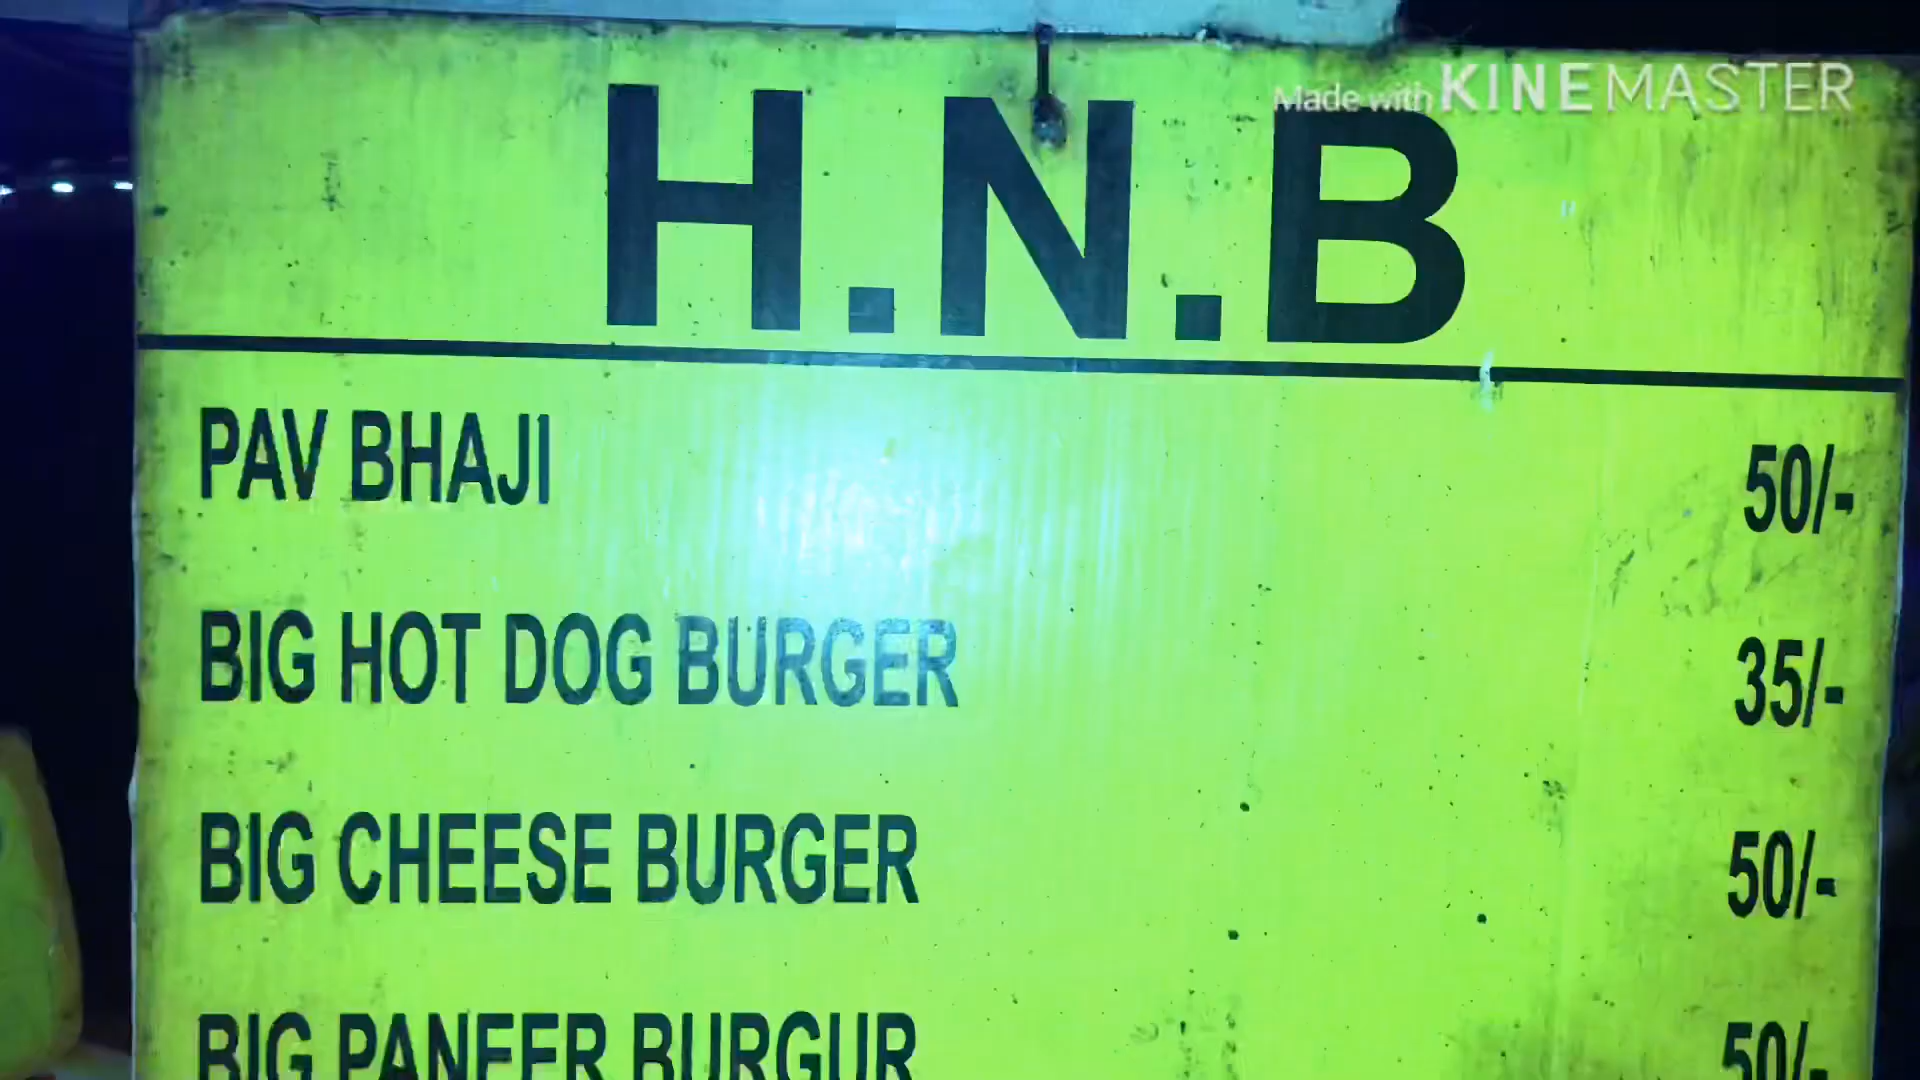 Made with KINEMASTER
H.N.B
PAV BHAJI 50/-
BIG HOT DOG BURGER 35/-
BIG CHEESE BURGER 50/-
BIG PANEER BURGUR 50/-